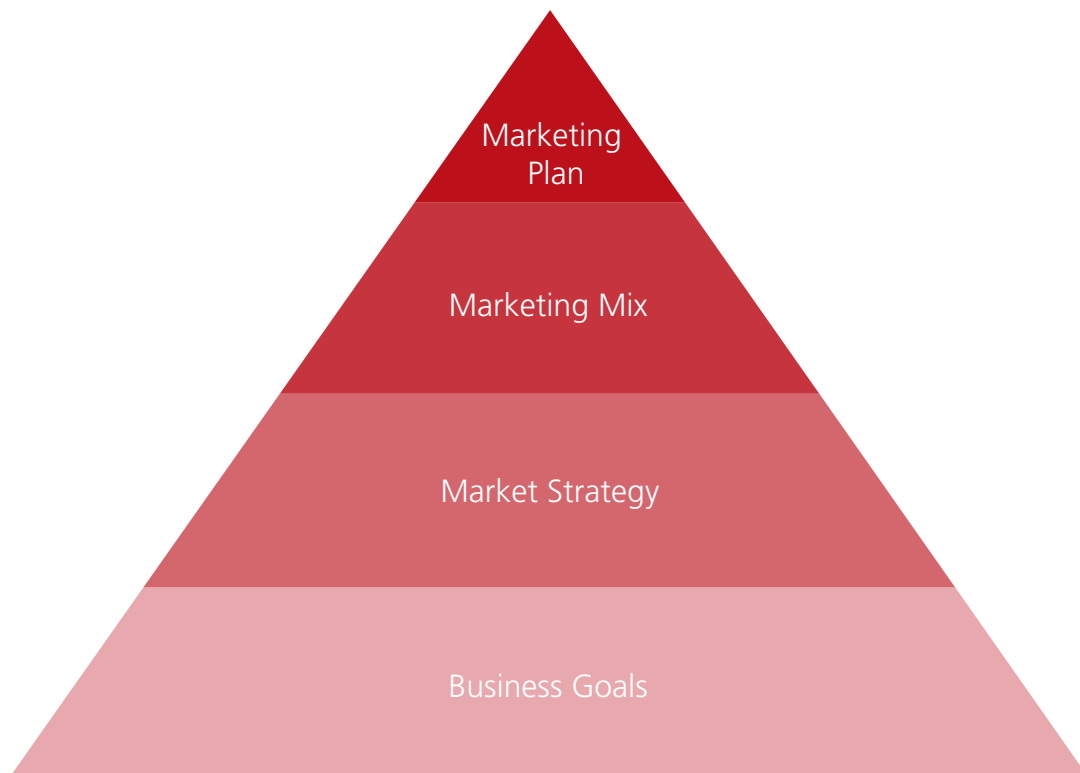 Marketing
Plan
Marketing Mix
Market Strategy
Business Goals